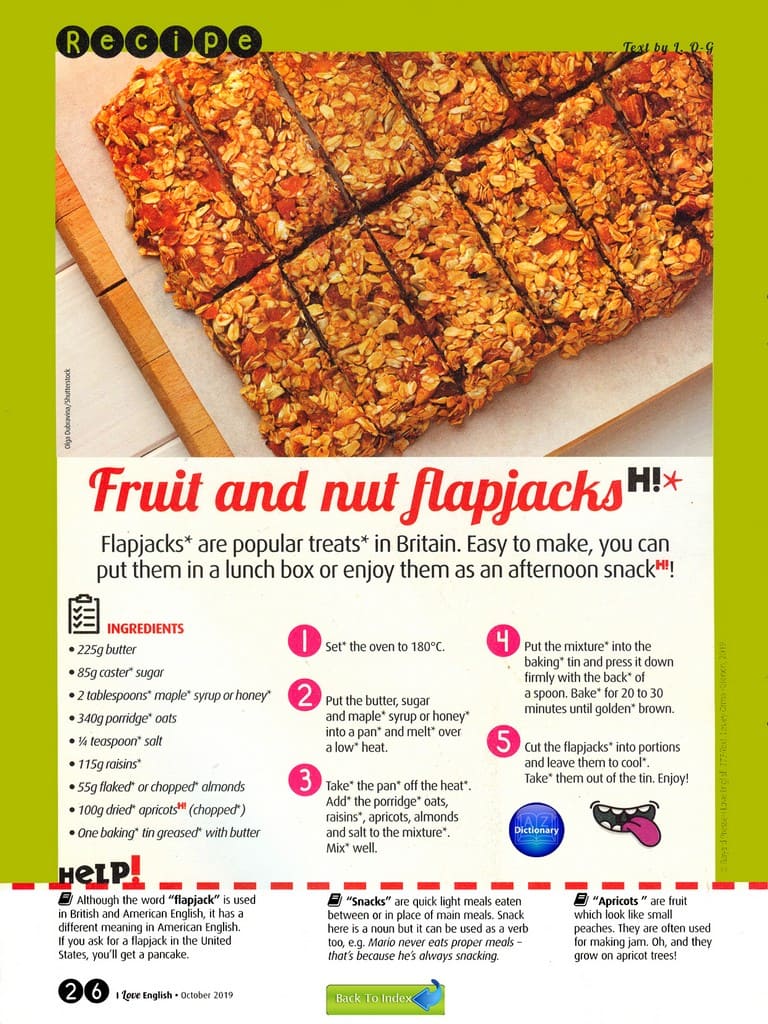 Recipe
Text by L. O-G
Olga Dubravina/Shutterstock
Fruit and nut flapjacksH!*
Flapjacks* are popular treats* in Britain. Easy to make, you can
put them in a lunch box or enjoy them as an afternoon snackH!!
INGREDIENTS
• 225g butter
• 85g caster* sugar
• 2 tablespoons* maple* syrup or honey*
• 340g porridge* oats
• ¼ teaspoon* salt
• 115g raisins*
• 55g flaked* or chopped* almonds
• 100g dried* apricotsH! (chopped*)
• One baking* tin greased* with butter
1 Set* the oven to 180°C.
2 Put the butter, sugar
and maple* syrup or honey*
into a pan* and melt* over
a low* heat.
3 Take* the pan* off the heat*.
Add* the porridge* oats,
raisins*, apricots, almonds
and salt to the mixture*.
Mix* well.
4 Put the mixture* into the
baking* tin and press it down
firmly with the back* of
a spoon. Bake* for 20 to 30
minutes until golden* brown.
5 Cut the flapjacks* into portions
and leave them to cool*.
Take* them out of the tin. Enjoy!
AZ
Dictionary
HELP!
Although the word “flapjack” is used
in British and American English, it has a
different meaning in American English.
If you ask for a flapjack in the United
States, you’ll get a pancake.
“Snacks” are quick light meals eaten
between or in place of main meals. Snack
here is a noun but it can be used as a verb
too, e.g. Mario never eats proper meals –
that’s because he’s always snacking.
“Apricots ” are fruit
which look like small
peaches. They are often used
for making jam. Oh, and they
grow on apricot trees!
26 I Love English • October 2019
Back To Index